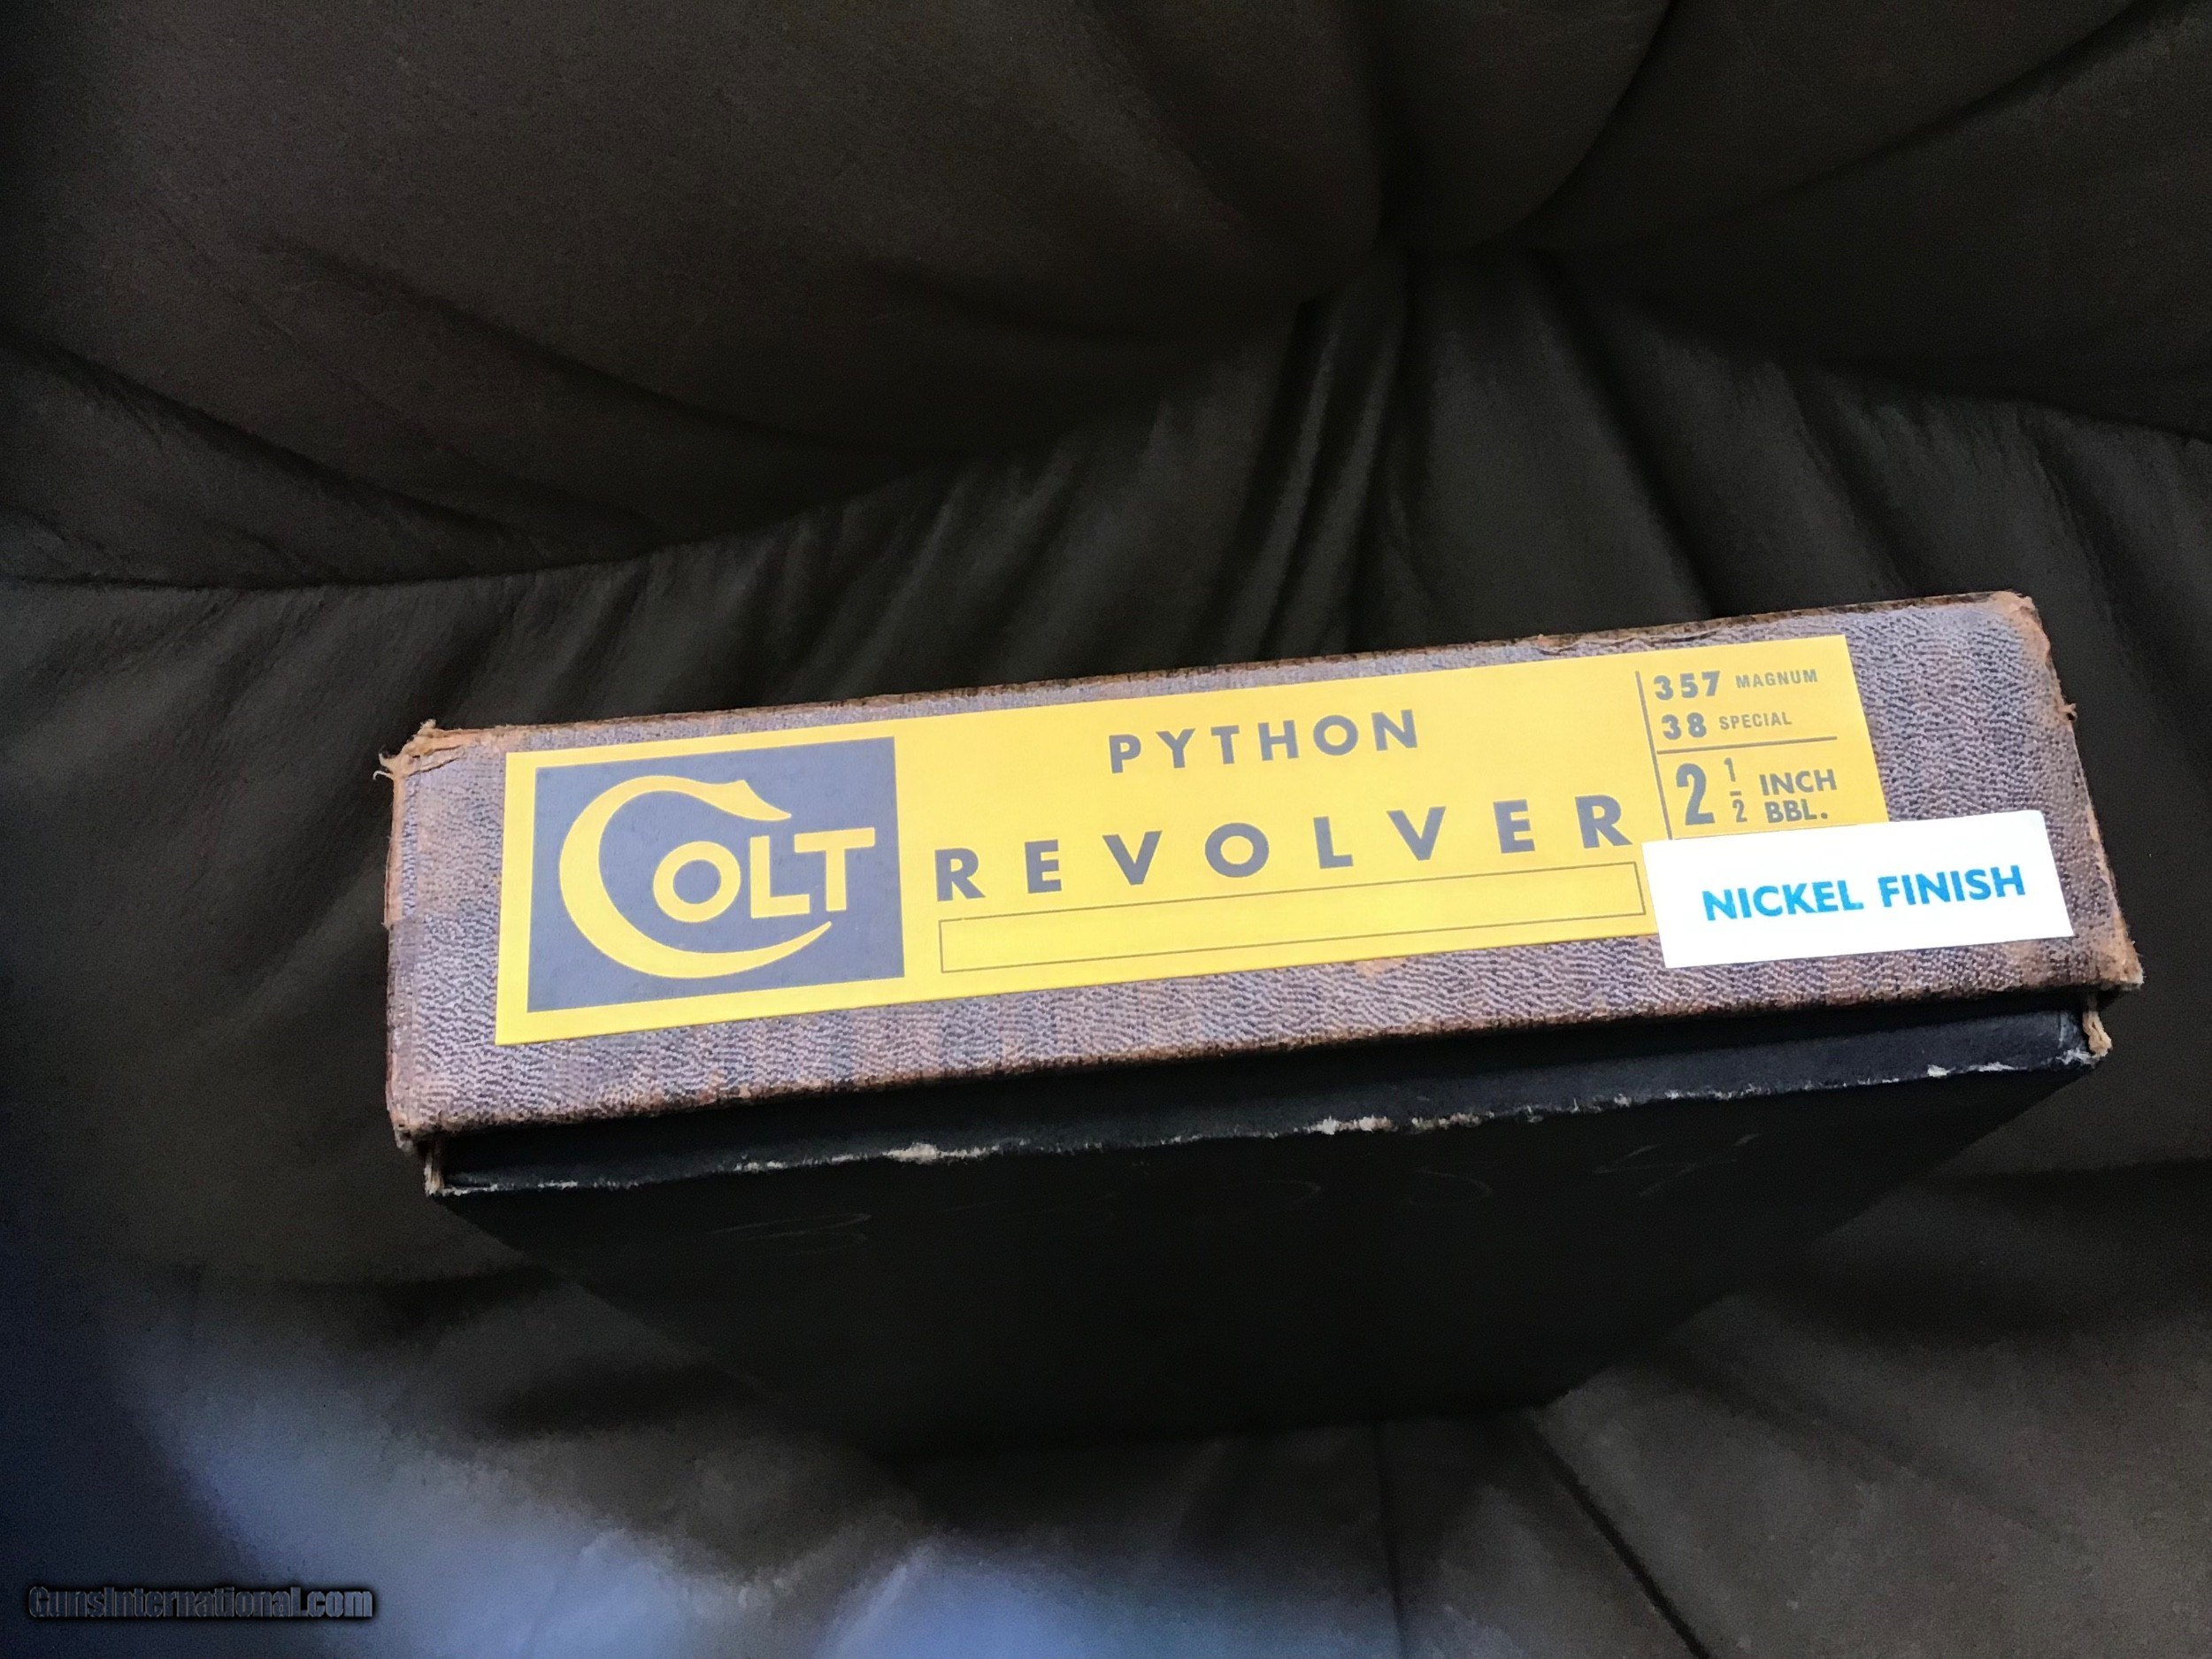 COLT
PYTHON
REVOLVER
357 MAGNUM
38 SPECIAL
2 1/2 INCH BBL.
NICKEL FINISH
GunsInternational.com